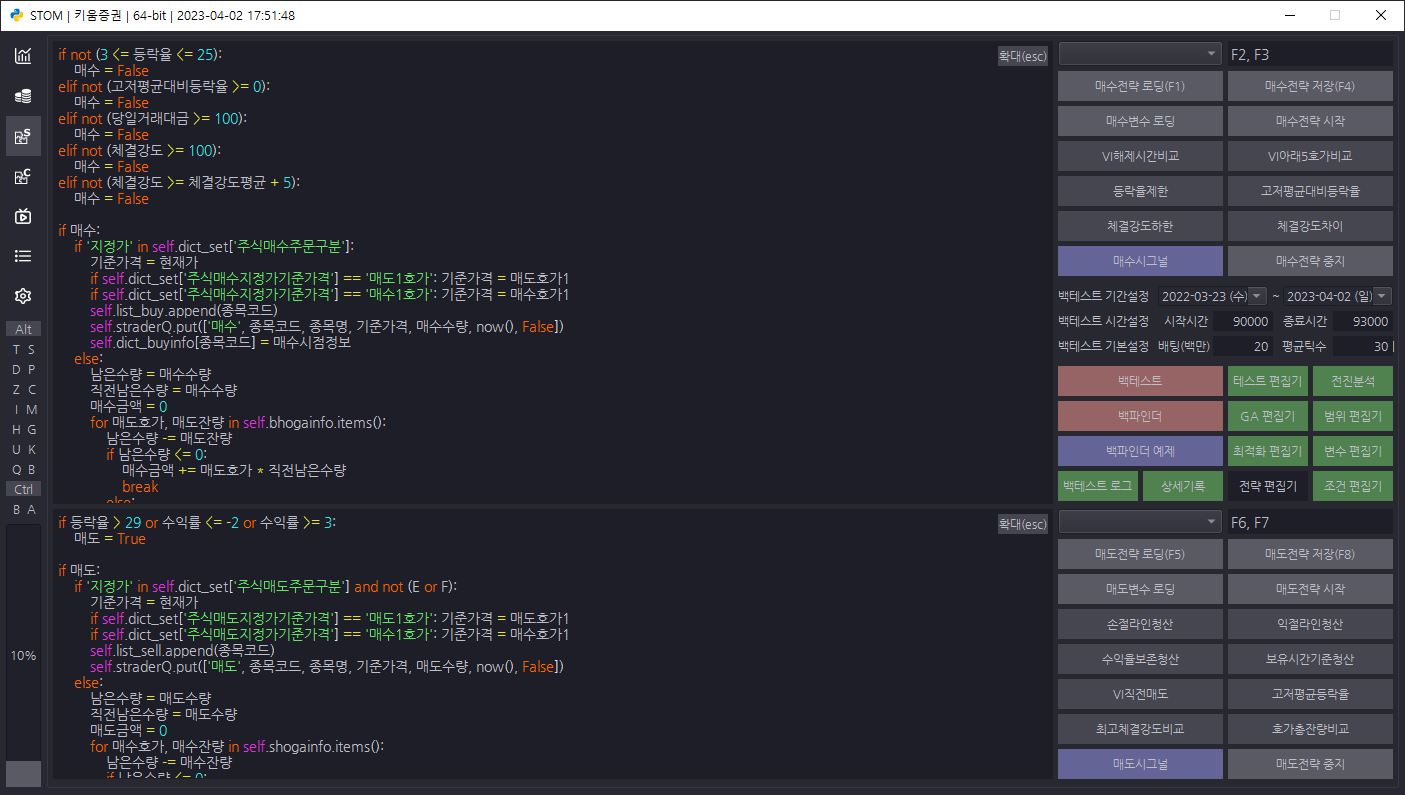 STOM | 키움증권 | 64-bit | 2023-04-02 17:51:48
Alt
T S
D P
Z C
I M
H G
U K
Q B
Ctrl
B A
10%
if not (3 <= 등락율 <= 25):
    매수 = False
elif not (고저평균대비등락율 >= 0):
    매수 = False
elif not (당일거래대금 >= 100):
    매수 = False
elif not (체결강도 >= 100):
    매수 = False
elif not (체결강도 >= 체결강도평균 + 5):
    매수 = False

if 매수:
    if '지정가' in self.dict_set['주식매수주문구분']:
        기준가격 = 현재가
        if self.dict_set['주식매수지정가기준가격'] == '매도1호가': 기준가격 = 매도호가1
        if self.dict_set['주식매수지정가기준가격'] == '매수1호가': 기준가격 = 매수호가1
        self.list_buy.append(종목코드)
        self.straderQ.put(['매수', 종목코드, 종목명, 기준가격, 매수수량, now(), False])
        self.dict_buyinfo[종목코드] = 매수시점정보
    else:
        남은수량 = 매수수량
        직전남은수량 = 매수수량
        매수금액 = 0
        for 매도호가, 매도잔량 in self.bhogainfo.items():
            남은수량 -= 매도잔량
            if 남은수량 <= 0:
                매수금액 += 매도호가 * 직전남은수량
                break
            else:
확대(esc)
F2, F3
매수전략 로딩(F1) 매수전략 저장(F4)
매수변수 로딩 매수전략 시작
VI해제시간비교 VI아래5호가비교
등락율제한 고저평균대비등락율
체결강도하한 체결강도차이
매수시그널 매수전략 중지
백테스트 기간설정 2022-03-23 (수) ~ 2023-04-02 (일)
백테스트 시간설정 시작시간 90000 종료시간 93000
백테스트 기본설정 배팅(백만) 20 평균틱수 30
백테스트 테스트 편집기 전진분석
백파인더 GA 편집기 범위 편집기
백파인더 예제 최적화 편집기 변수 편집기
백테스트 로그 상세기록 전략 편집기 조건 편집기
if 등락율 > 29 or 수익률 <= -2 or 수익률 >= 3:
    매도 = True

if 매도:
    if '지정가' in self.dict_set['주식매도주문구분'] and not (E or F):
        기준가격 = 현재가
        if self.dict_set['주식매도지정가기준가격'] == '매도1호가': 기준가격 = 매도호가1
        if self.dict_set['주식매도지정가기준가격'] == '매수1호가': 기준가격 = 매수호가1
        self.list_sell.append(종목코드)
        self.straderQ.put(['매도', 종목코드, 종목명, 기준가격, 매도수량, now(), False])
    else:
        남은수량 = 매도수량
        직전남은수량 = 매도수량
        매도금액 = 0
        for 매수호가, 매수잔량 in self.shogainfo.items():
            남은수량 -= 매수잔량
            if 남은수량 <= 0:
확대(esc)
F6, F7
매도전략 로딩(F5) 매도전략 저장(F8)
매도변수 로딩 매도전략 시작
손절라인청산 익절라인청산
수익률보존청산 보유시간기준청산
VI직전매도 고저평균등락율
최고체결강도비교 호가총잔량비교
매도시그널 매도전략 중지